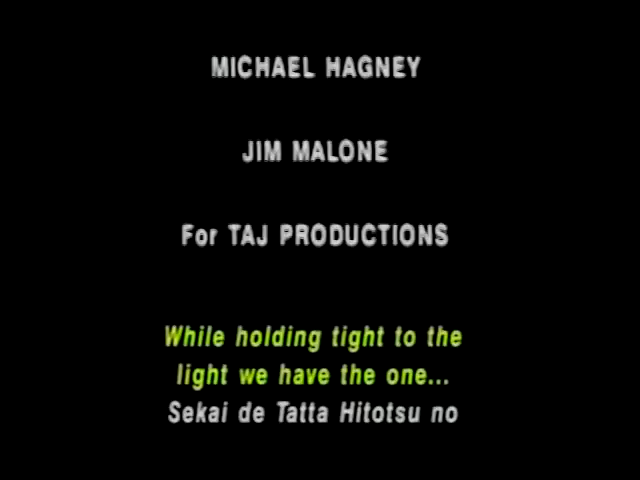 MICHAEL HAGNEY
JIM MALONE
For TAJ PRODUCTIONS
While holding tight to the
light we have the one...
Sekai de Tatta Hitotsu no